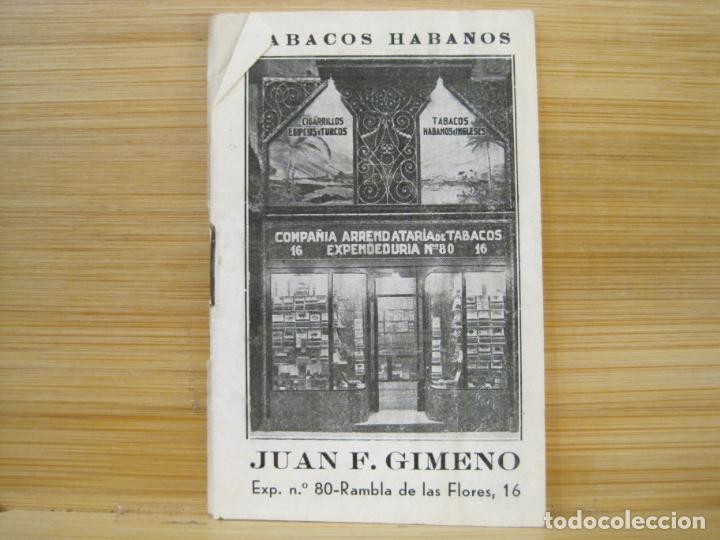 ABACOS HABANOS
CIGARRILLOS
EGIPCIOS Y TURCOS
TABACOS
HABANOS E INGLESES
COMPAÑIA ARRENDATARIA DE TABACOS
16 EXPENDEDURIA Nº 80 16
JUAN F. GIMENO
Exp. n.º 80-Rambla de las Flores, 16
todocoleccion.net